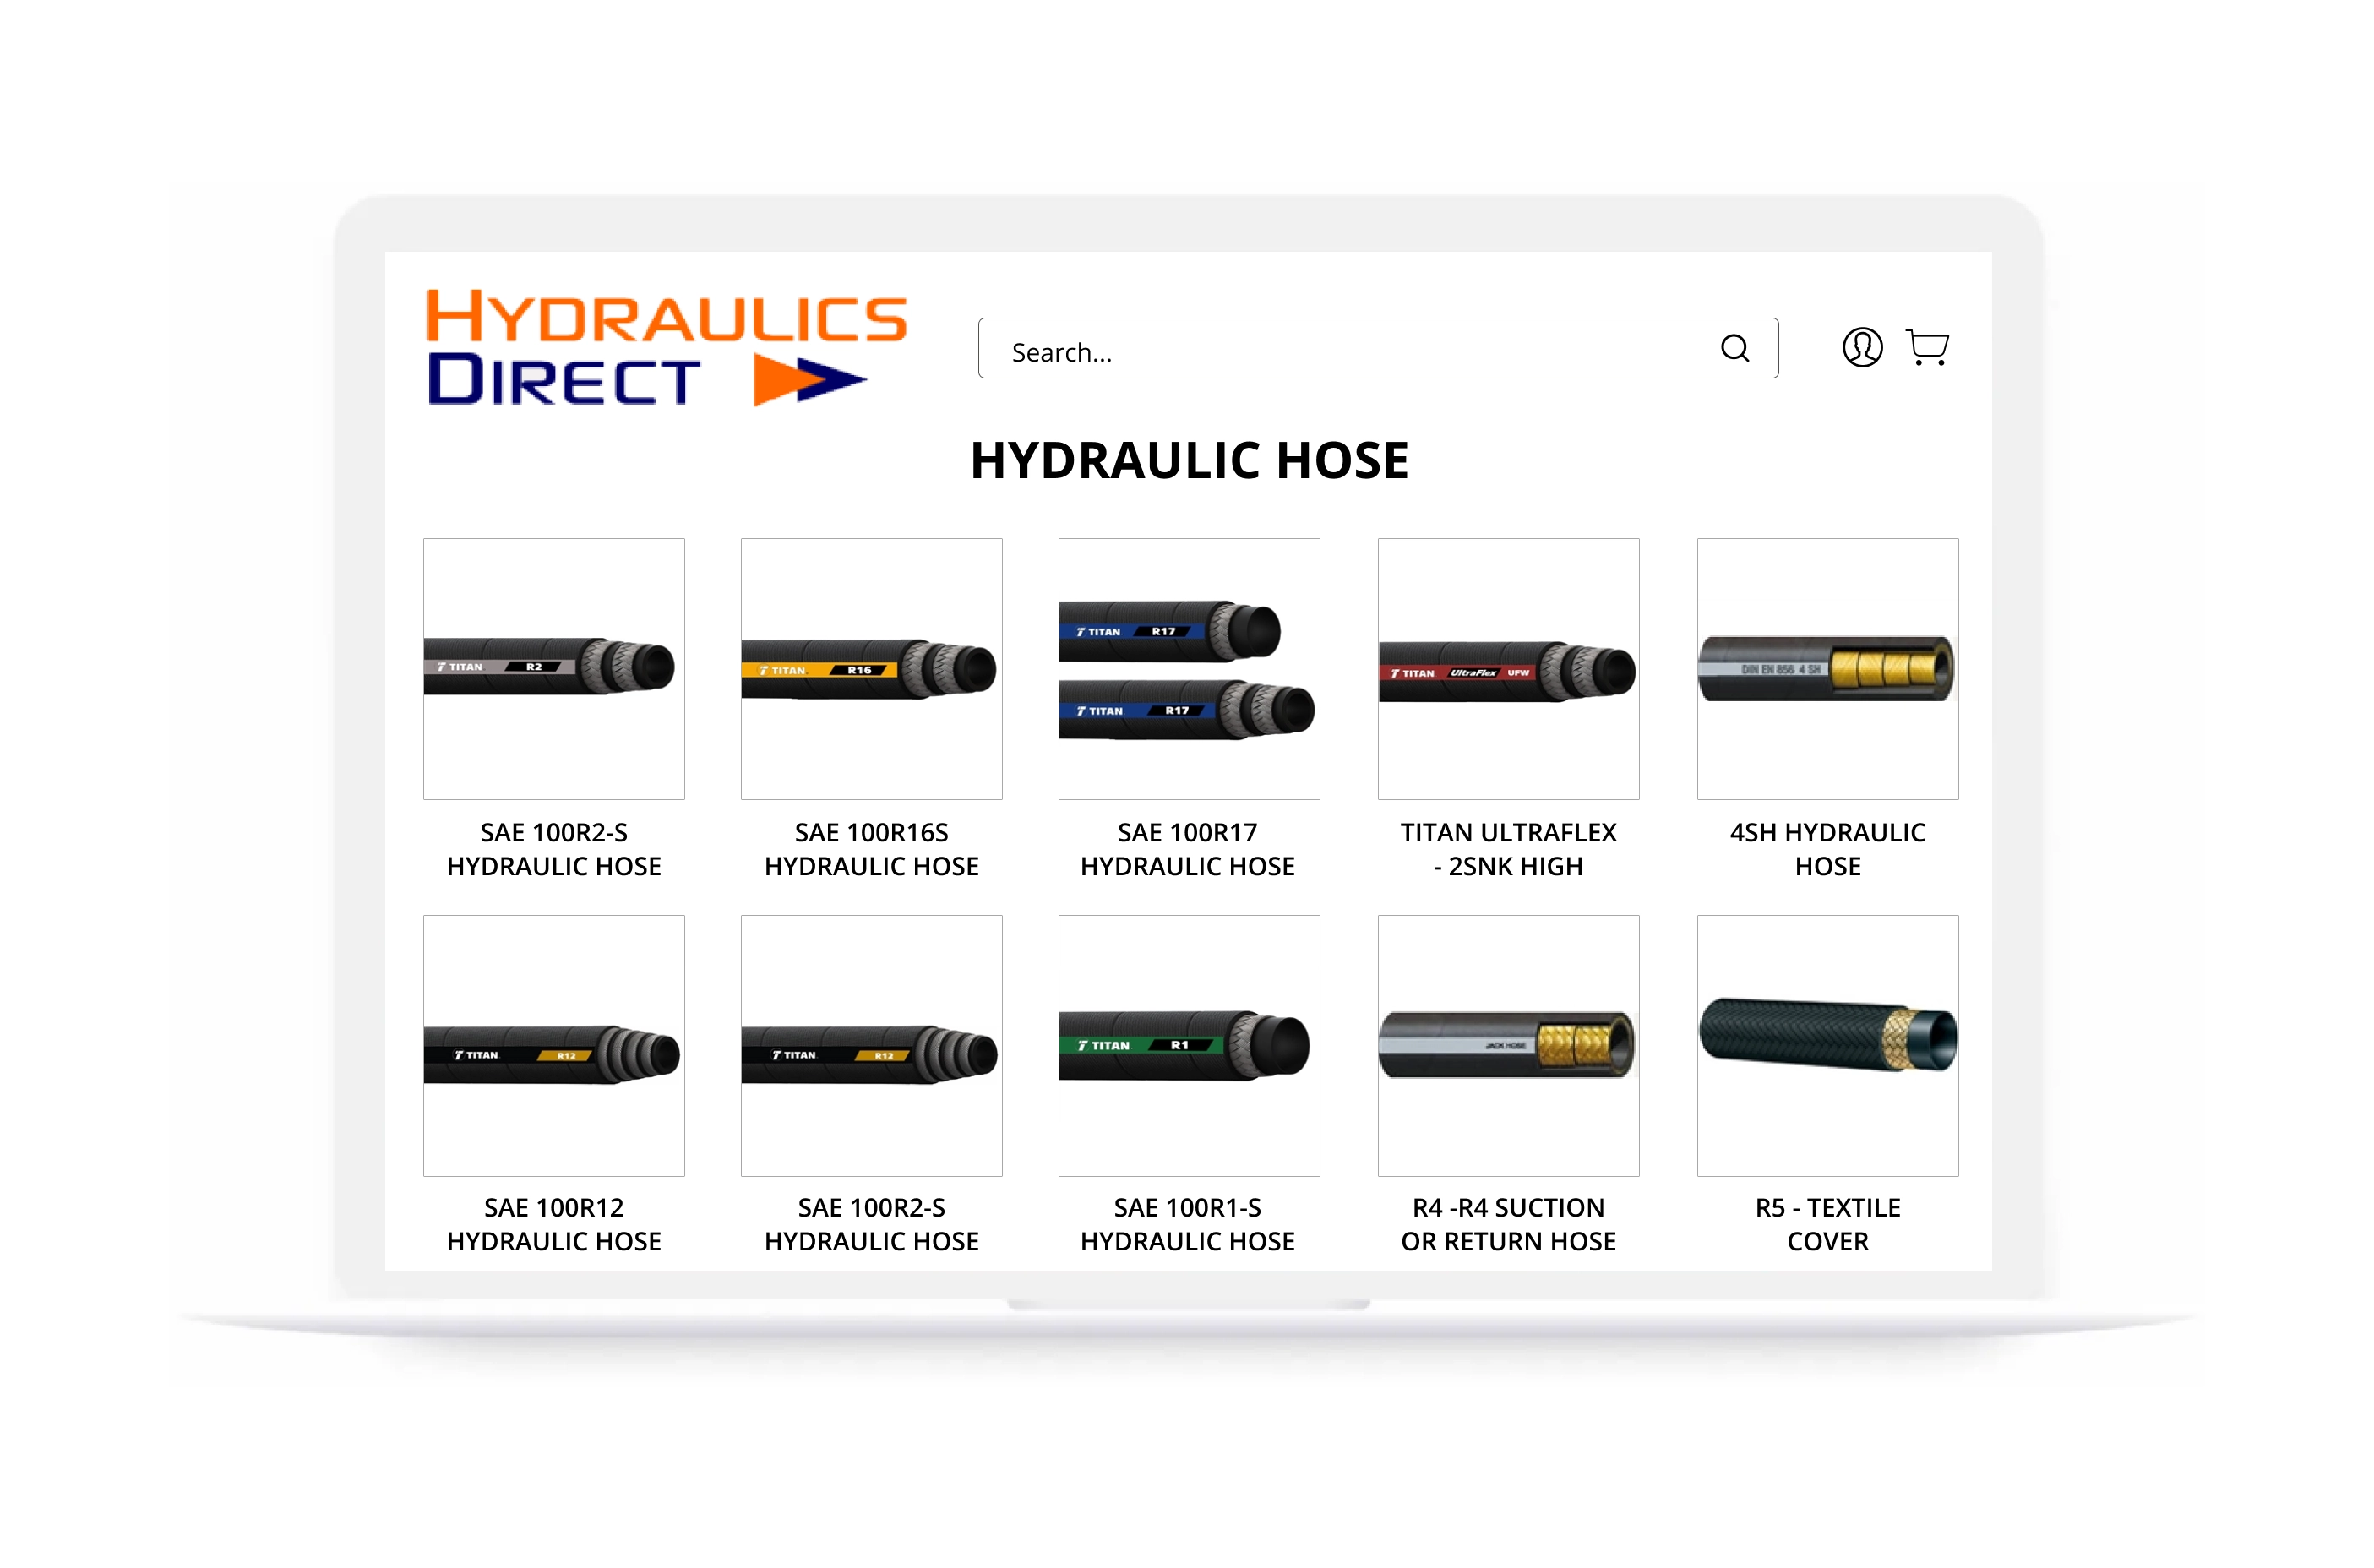 HYDRAULICS
DIRECT
Search...
HYDRAULIC HOSE
TITAN R2
TITAN R16
TITAN R17
TITAN R17
TITAN UltraFlex UFW
DIN EN 856 4 SH
SAE 100R2-S
HYDRAULIC HOSE
SAE 100R16S
HYDRAULIC HOSE
SAE 100R17
HYDRAULIC HOSE
TITAN ULTRAFLEX
- 2SNK HIGH
4SH HYDRAULIC
HOSE
TITAN R12
TITAN R12
TITAN R1
JACK HOSE
SAE 100R12
HYDRAULIC HOSE
SAE 100R2-S
HYDRAULIC HOSE
SAE 100R1-S
HYDRAULIC HOSE
R4 -R4 SUCTION
OR RETURN HOSE
R5 - TEXTILE
COVER